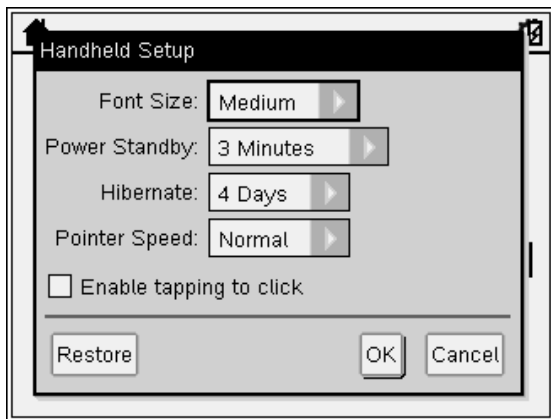 Handheld Setup
Font Size: Medium
Power Standby: 3 Minutes
Hibernate: 4 Days
Pointer Speed: Normal
Enable tapping to click
Restore OK Cancel